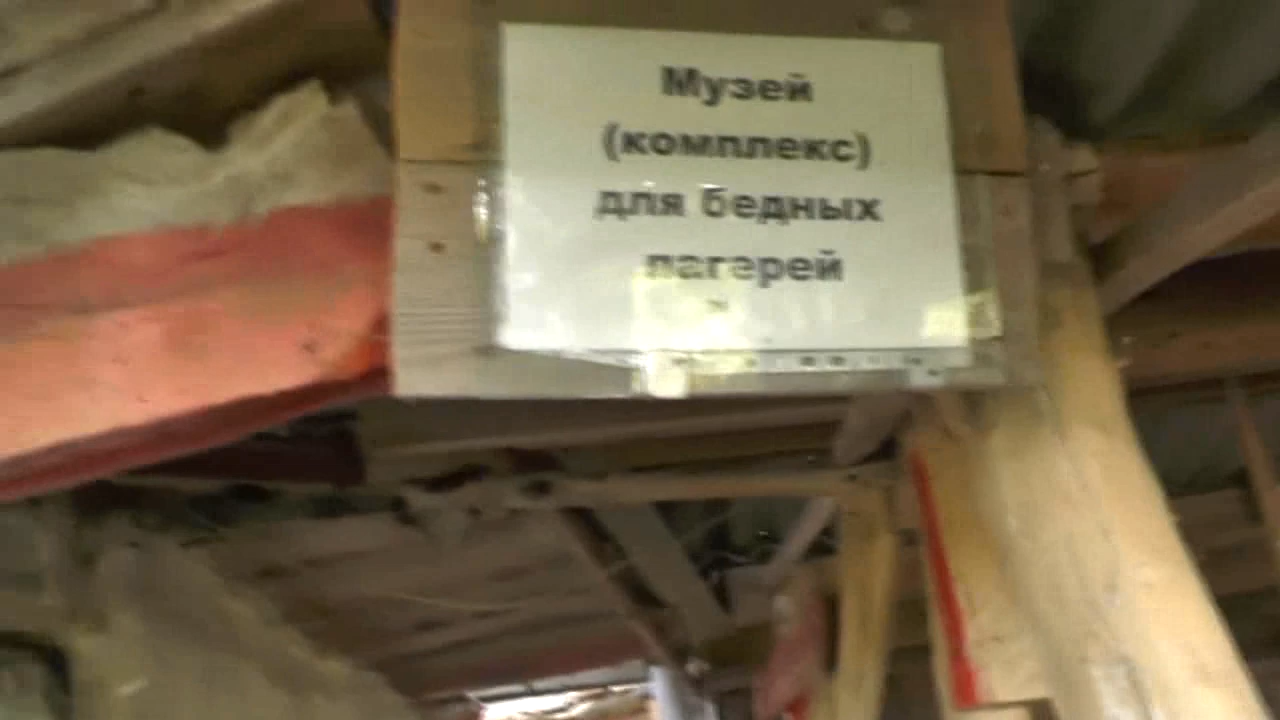 Музей
(комплекс)
для бедных
лагерей